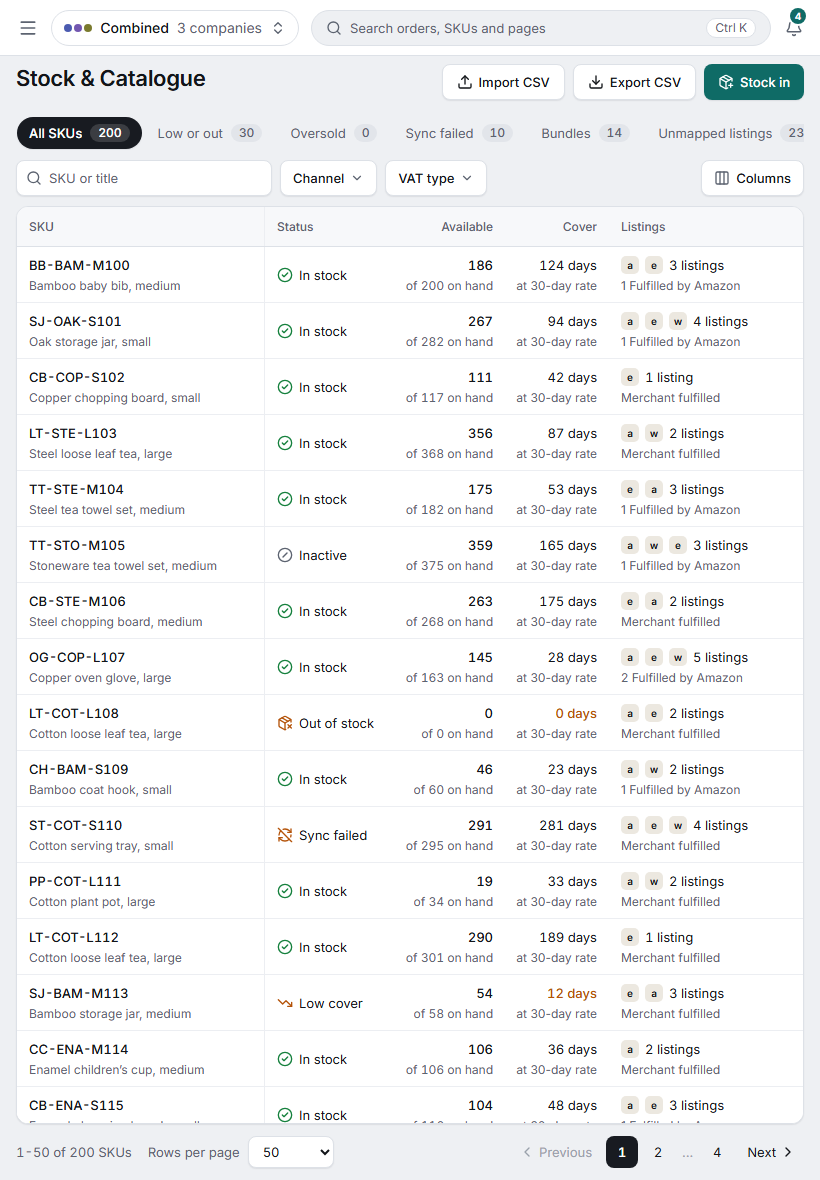 Combined 3 companies
Search orders, SKUs and pages
Ctrl K
4
Stock & Catalogue
Import CSV
Export CSV
Stock in
All SKUs 200
Low or out 30
Oversold 0
Sync failed 10
Bundles 14
Unmapped listings 23
SKU or title
Channel
VAT type
Columns
SKU Status Available Cover Listings
BB-BAM-M100 In stock 186 124 days a e 3 listings
Bamboo baby bib, medium of 200 on hand at 30-day rate 1 Fulfilled by Amazon
SJ-OAK-S101 In stock 267 94 days a e w 4 listings
Oak storage jar, small of 282 on hand at 30-day rate 1 Fulfilled by Amazon
CB-COP-S102 In stock 111 42 days e 1 listing
Copper chopping board, small of 117 on hand at 30-day rate Merchant fulfilled
LT-STE-L103 In stock 356 87 days a w 2 listings
Steel loose leaf tea, large of 368 on hand at 30-day rate Merchant fulfilled
TT-STE-M104 In stock 175 53 days e a 3 listings
Steel tea towel set, medium of 182 on hand at 30-day rate 1 Fulfilled by Amazon
TT-STO-M105 Inactive 359 165 days a w e 3 listings
Stoneware tea towel set, medium of 375 on hand at 30-day rate 1 Fulfilled by Amazon
CB-STE-M106 In stock 263 175 days e a 2 listings
Steel chopping board, medium of 268 on hand at 30-day rate Merchant fulfilled
OG-COP-L107 In stock 145 28 days a e w 5 listings
Copper oven glove, large of 163 on hand at 30-day rate 2 Fulfilled by Amazon
LT-COT-L108 Out of stock 0 0 days a e 2 listings
Cotton loose leaf tea, large of 0 on hand at 30-day rate Merchant fulfilled
CH-BAM-S109 In stock 46 23 days a w 2 listings
Bamboo coat hook, small of 60 on hand at 30-day rate 1 Fulfilled by Amazon
ST-COT-S110 Sync failed 291 281 days a e w 4 listings
Cotton serving tray, small of 295 on hand at 30-day rate Merchant fulfilled
PP-COT-L111 In stock 19 33 days a w 2 listings
Cotton plant pot, large of 34 on hand at 30-day rate Merchant fulfilled
LT-COT-L112 In stock 290 189 days e 1 listing
Cotton loose leaf tea, large of 301 on hand at 30-day rate Merchant fulfilled
SJ-BAM-M113 Low cover 54 12 days e a 3 listings
Bamboo storage jar, medium of 58 on hand at 30-day rate Merchant fulfilled
CC-ENA-M114 In stock 106 36 days a 2 listings
Enamel children's cup, medium of 106 on hand at 30-day rate Merchant fulfilled
CB-ENA-S115 In stock 104 48 days a e 3 listings
1-50 of 200 SKUs Rows per page 50
Previous 1 2 ... 4 Next